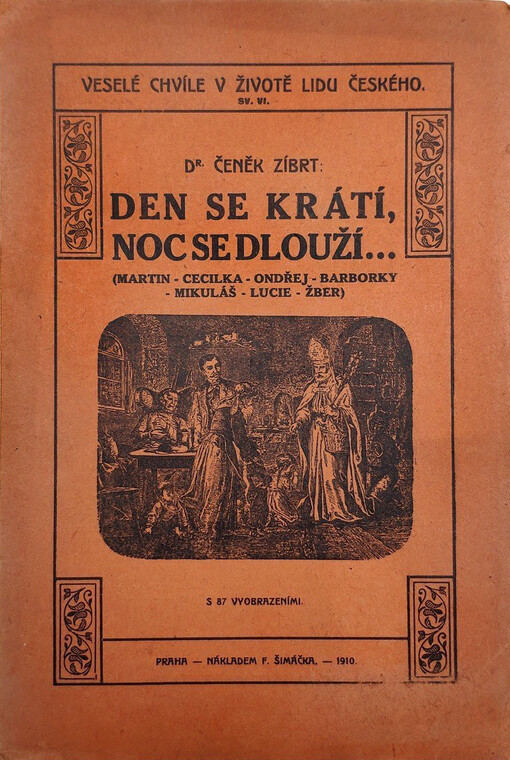 VESELÉ CHVÍLE V ŽIVOTĚ LIDU ČESKÉHO.
SV. VI.
DR. ČENĚK ZÍBRT:
DEN SE KRÁTÍ,
NOC SE DLOUŽÍ...
(MARTIN - CECILKA - ONDŘEJ - BARBORKY
- MIKULÁŠ - LUCIE - ŽBER)
S 87 VYOBRAZENÍMI.
PRAHA — NÁKLADEM F. ŠIMÁČKA. — 1910.